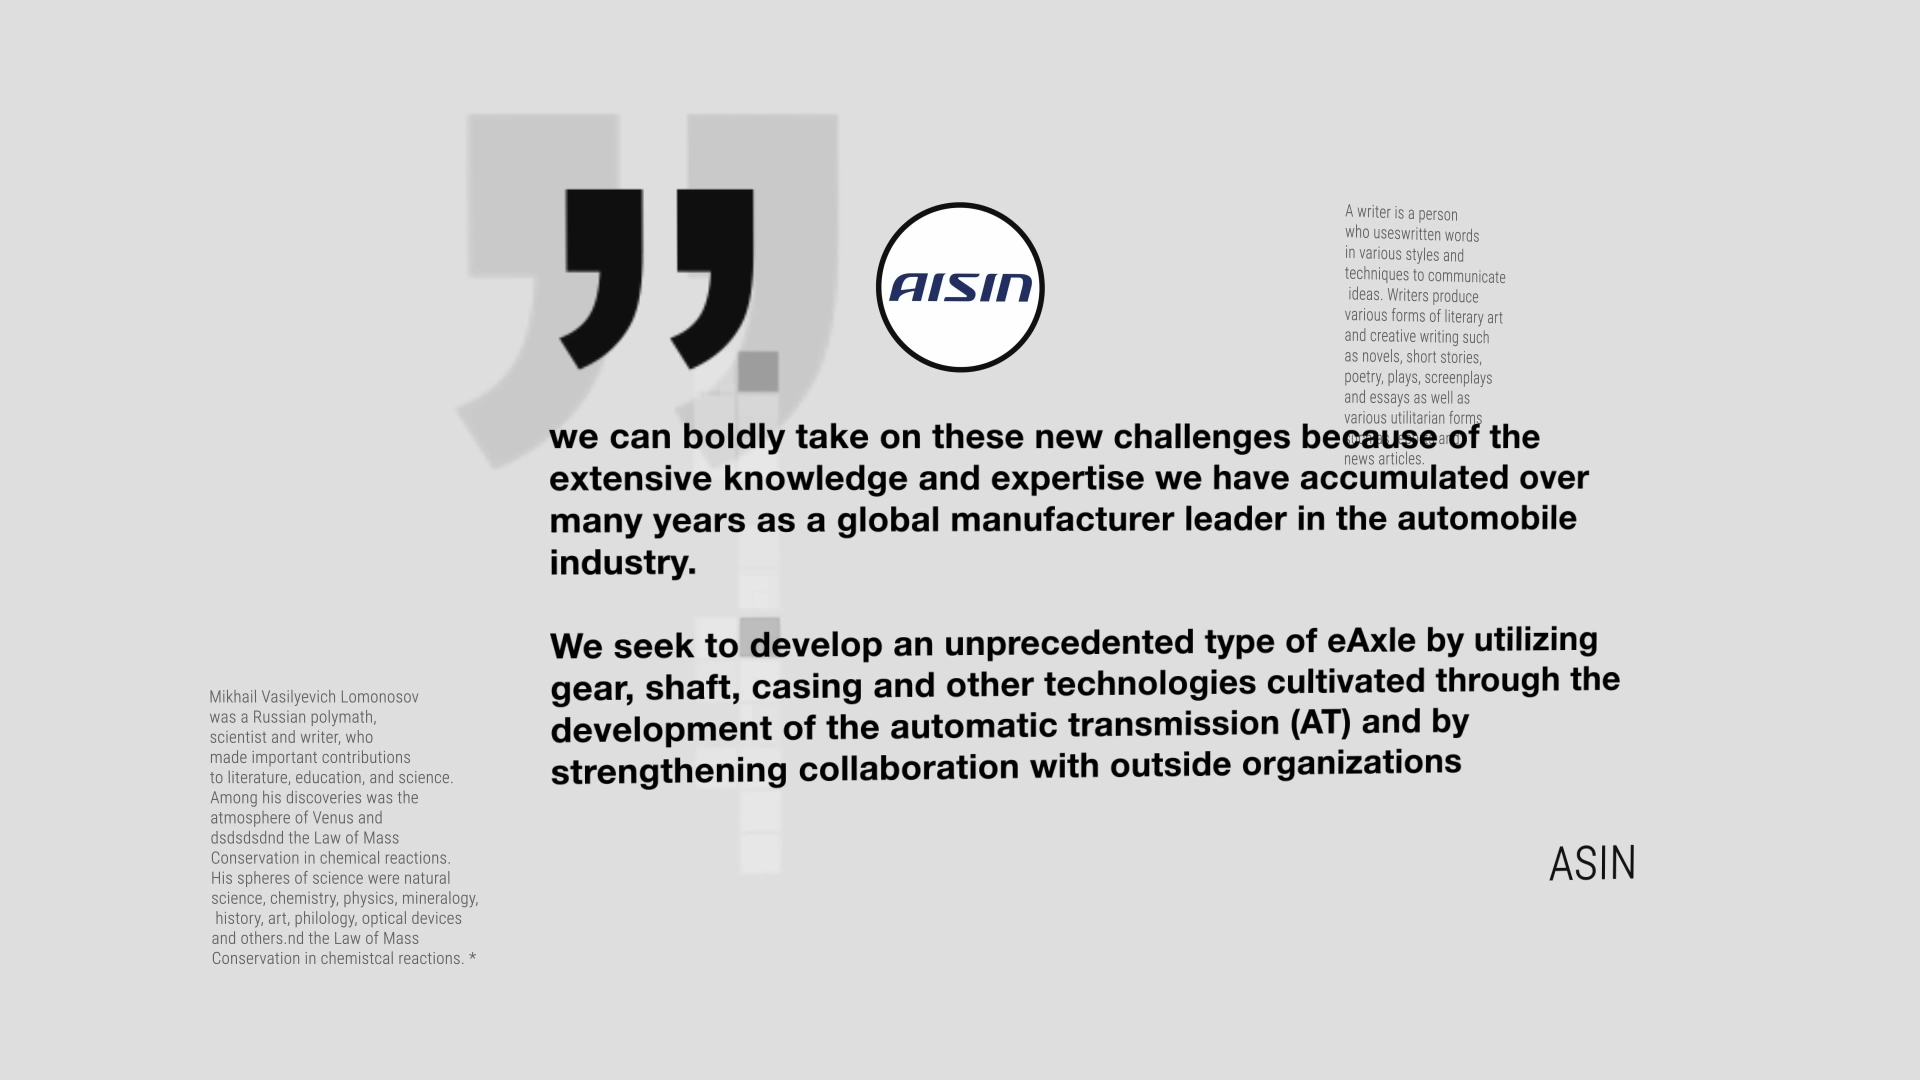 AISIN
A writer is a person
who useswritten words
in various styles and
techniques to communicate
ideas. Writers produce
various forms of literary art
and creative writing such
as novels, short stories,
poetry, plays, screenplays
and essays as well as
various utilitarian forms
news articles.
we can boldly take on these new challenges because of the
extensive knowledge and expertise we have accumulated over
many years as a global manufacturer leader in the automobile
industry.
We seek to develop an unprecedented type of eAxle by utilizing
gear, shaft, casing and other technologies cultivated through the
development of the automatic transmission (AT) and by
strengthening collaboration with outside organizations
Mikhail Vasilyevich Lomonosov
was a Russian polymath,
scientist and writer, who
made important contributions
to literature, education, and science.
Among his discoveries was the
atmosphere of Venus and
dsdsdsdnd the Law of Mass
Conservation in chemical reactions.
His spheres of science were natural
science, chemistry, physics, mineralogy,
history, art, philology, optical devices
and others.nd the Law of Mass
Conservation in chemistcal reactions. *
ASIN